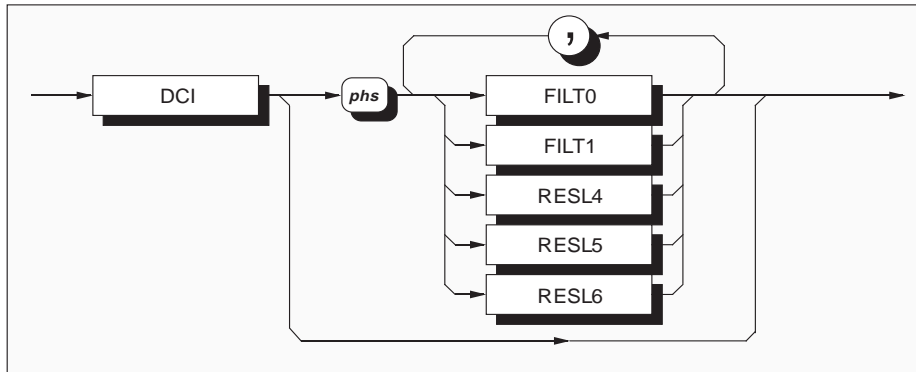 ,
DCI
phs
FILT0
FILT1
RESL4
RESL5
RESL6